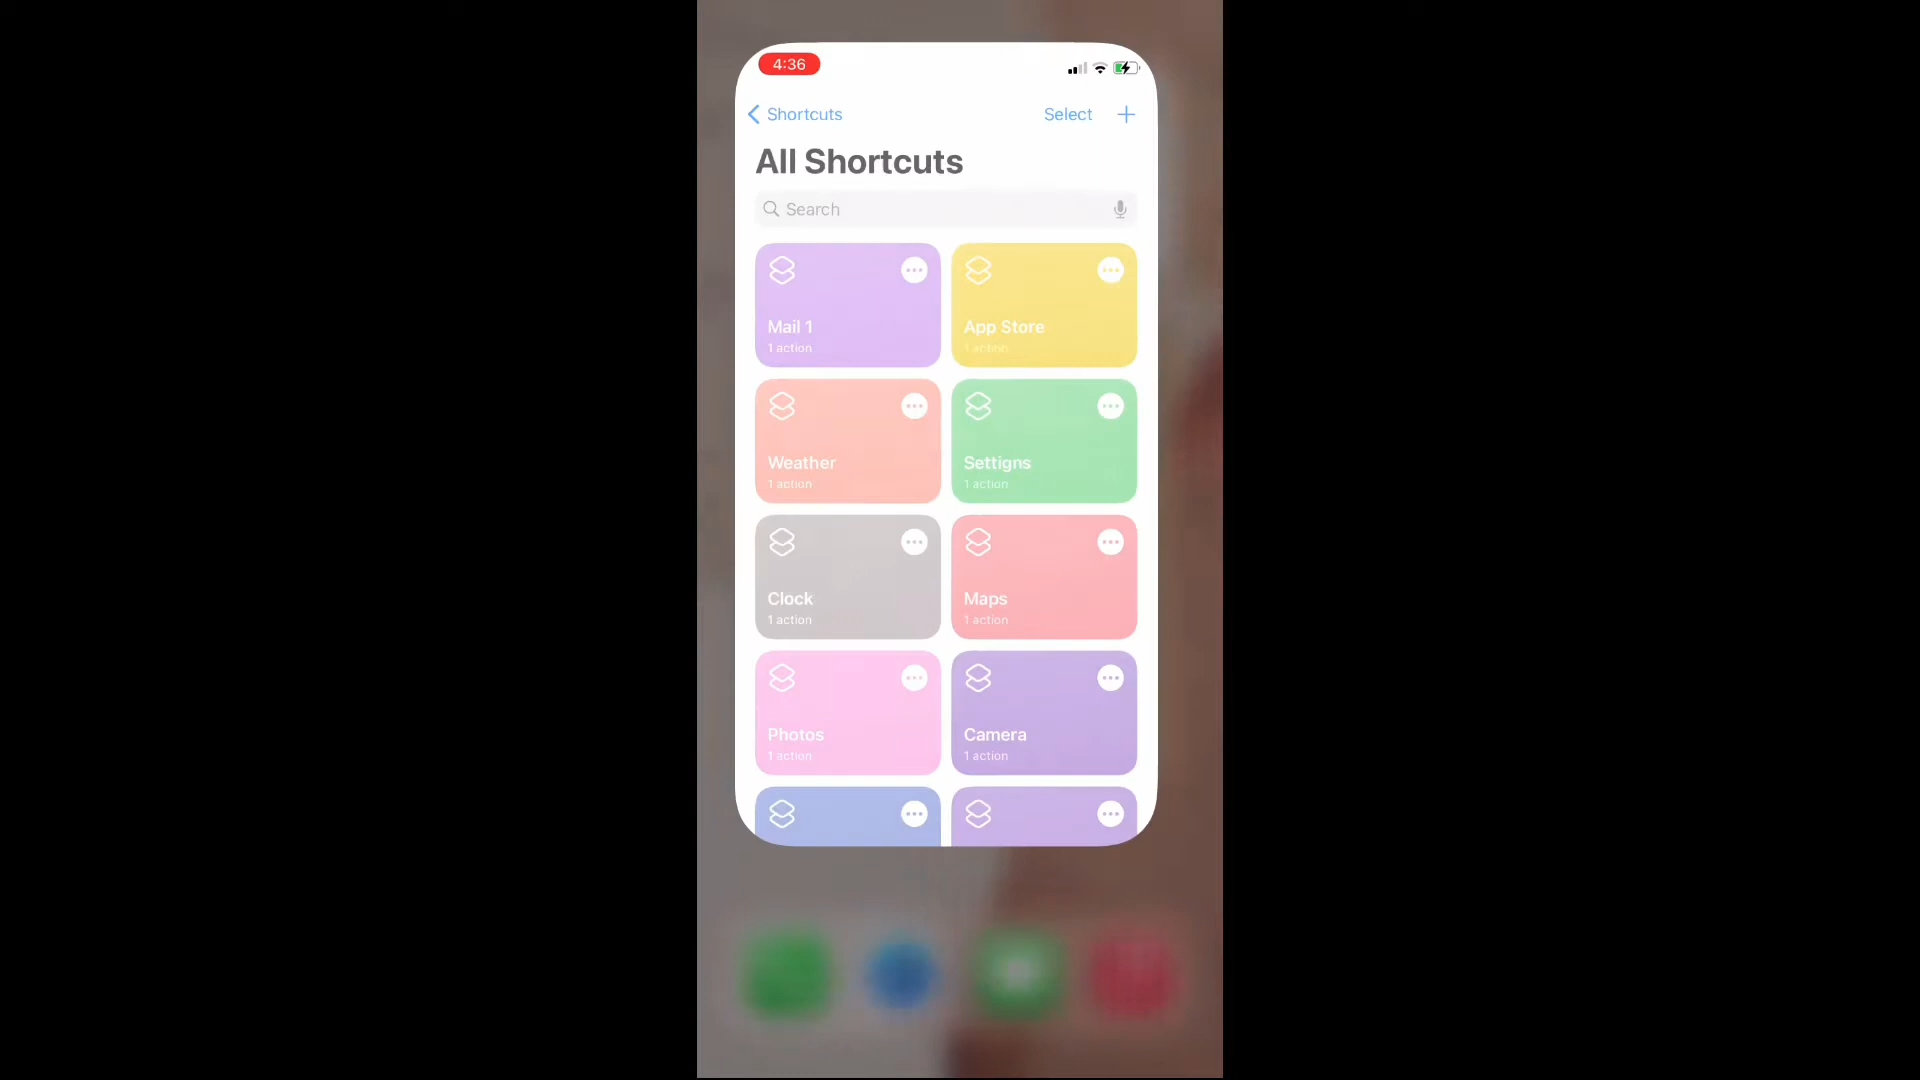 4:36
Shortcuts
Select
All Shortcuts
Search
Mail 1
1 action
App Store
1 action
Weather
1 action
Settigns
1 action
Clock
1 action
Maps
1 action
Photos
1 action
Camera
1 action